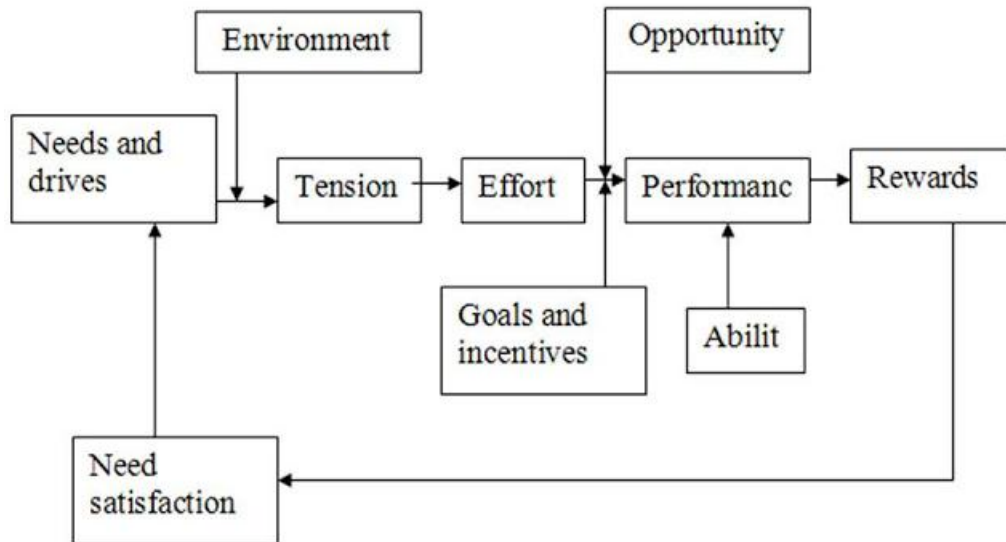 Environment
Opportunity
Needs and
drives
Tension
Effort
Performanc
Rewards
Goals and
incentives
Abilit
Need
satisfaction